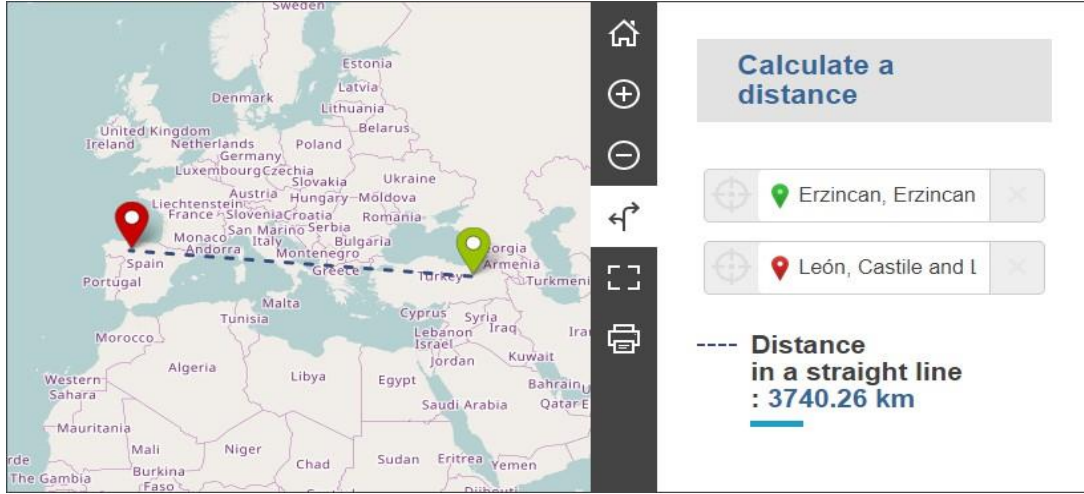 Sweden
Estonia
Latvia
Denmark
Lithuania
United Kingdom
Belarus
Ireland
Netherlands
Poland
Germany
Luxembourg
Czechia
Slovakia
Ukraine
Austria
Hungary
Moldova
Liechtenstein
France
Slovenia
Croatia
Romania
San Marino
Serbia
Monaco
Italy
Bulgaria
Andorra
Montenegro
Spain
Greece
Turkey
Armenia
Portugal
Malta
Tunisia
Cyprus
Syria
Lebanon
Iraq
Israel
Morocco
Jordan
Kuwait
Algeria
Libya
Egypt
Western
Sahara
Bahrain
Saudi Arabia
Qatar
Mauritania
Mali
Niger
Chad
Sudan
Eritrea
Yemen
The Gambia
Burkina
Faso
Calculate a
distance
Erzincan, Erzincan
León, Castile and L
Distance
in a straight line
: 3740.26 km